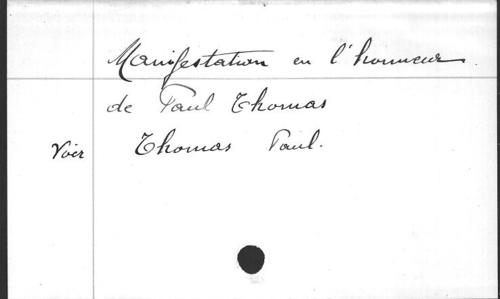 Manifestation en l'honneur
de Paul Thomas
Voir Thomas Paul.